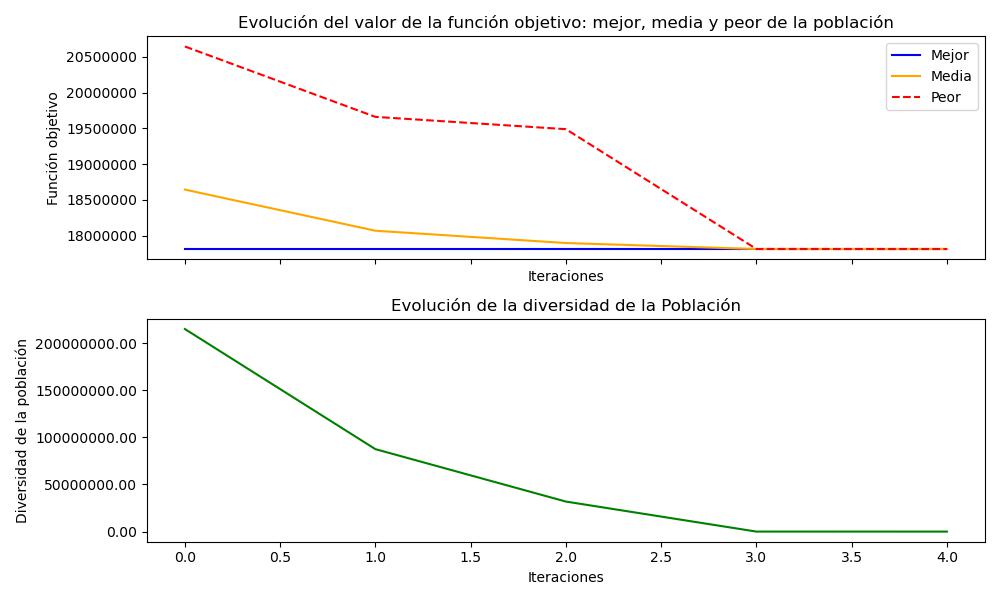 Evolución del valor de la función objetivo: mejor, media y peor de la población
Función objetivo
20500000
20000000
19500000
19000000
18500000
18000000
Mejor
Media
Peor
Iteraciones
Evolución de la diversidad de la Población
Diversidad de la población
200000000.00
150000000.00
100000000.00
50000000.00
0.00
0.0 0.5 1.0 1.5 2.0 2.5 3.0 3.5 4.0
Iteraciones